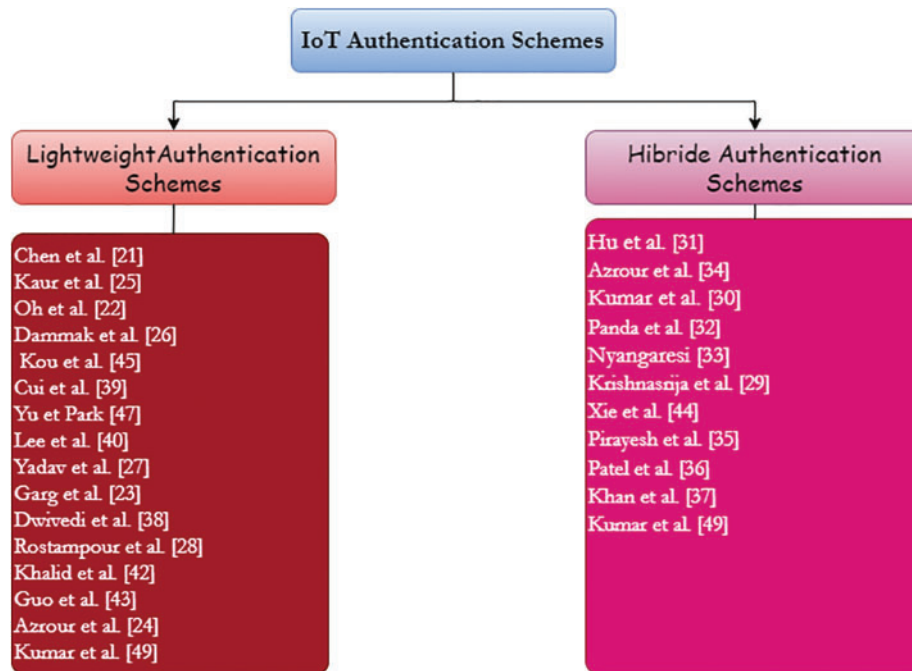 IoT Authentication Schemes
LightweightAuthentication
Schemes
Chen et al. [21]
Kaur et al. [25]
Oh et al. [22]
Dammak et al. [26]
Kou et al. [45]
Cui et al. [39]
Yu et Park [47]
Lee et al. [40]
Yadav et al. [27]
Garg et al. [23]
Dwivedi et al. [38]
Rostampour et al. [28]
Khalid et al. [42]
Guo et al. [43]
Azrour et al. [24]
Kumar et al. [49]
Hibride Authentication
Schemes
Hu et al. [31]
Azrour et al. [34]
Kumar et al. [30]
Panda et al. [32]
Nyangaresi [33]
Krishnasrija et al. [29]
Xie et al. [44]
Pirayesh et al. [35]
Patel et al. [36]
Khan et al. [37]
Kumar et al. [49]